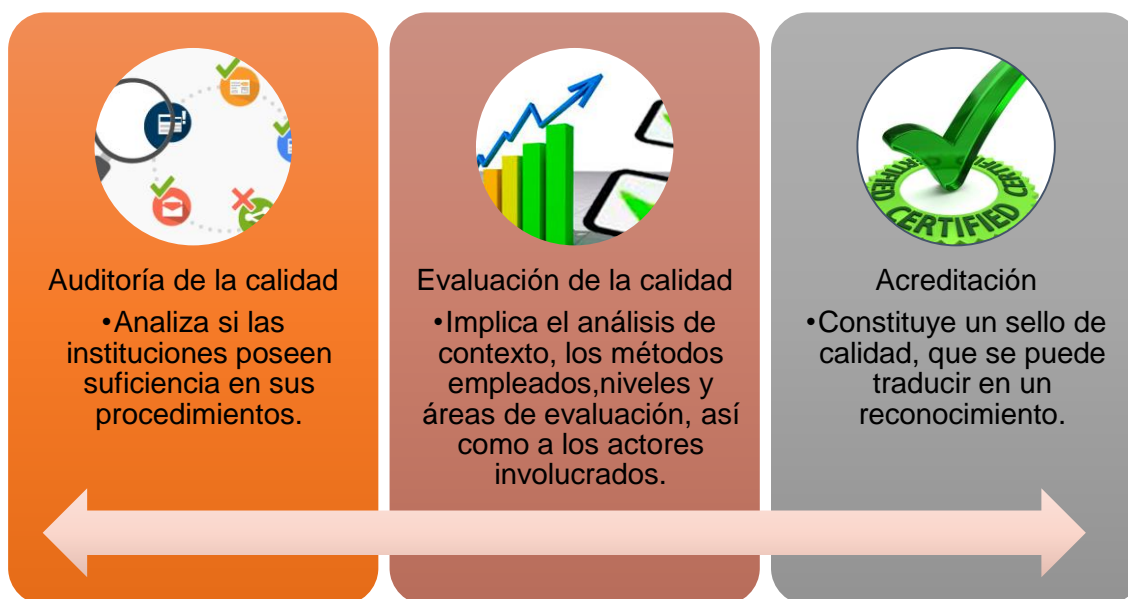 Auditoría de la calidad
•Analiza si las
instituciones poseen
suficiencia en sus
procedimientos.
Evaluación de la calidad
•Implica el análisis de
contexto, los métodos
empleados,niveles y
áreas de evaluación, así
como a los actores
involucrados.
CERTIFIED
CERTIFIED
Acreditación
•Constituye un sello de
calidad, que se puede
traducir en un
reconocimiento.